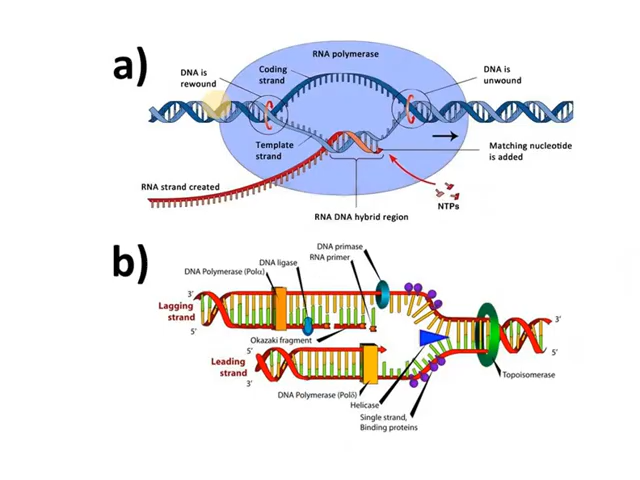 a)
RNA polymerase
DNA is
rewound
Coding
strand
DNA is
unwound
Template
strand
Matching nucleotide
is added
RNA strand created
NTPs
RNA DNA hybrid region
b)
DNA primase
RNA primer
DNA ligase
DNA Polymerase (Polα)
3'
Lagging
strand
5'
Okazaki fragment
3'
5'
5'
Leading
strand
3'
Topoisomerase
DNA Polymerase (Polδ)
Helicase
Single strand,
Binding proteins